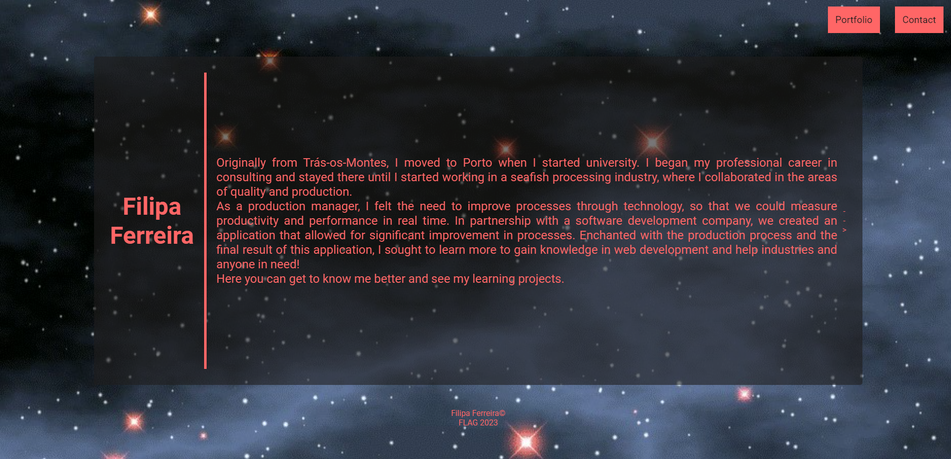 Portfolio
Contact
Filipa
Ferreira
Originally from Trás-os-Montes, I moved to Porto when I started university. I began my professional career in
consulting and stayed there until I started working in a seafish processing industry, where I collaborated in the areas
of quality and production.
As a production manager, I felt the need to improve processes through technology, so that we could measure
productivity and performance in real time. In partnership with a software development company, we created an
application that allowed for significant improvement in processes. Enchanted with the production process and the
final result of this application, I sought to learn more to gain knowledge in web development and help industries and
anyone in need!
Here you can get to know me better and see my learning projects.
Filipa Ferreira©
FLAG 2023